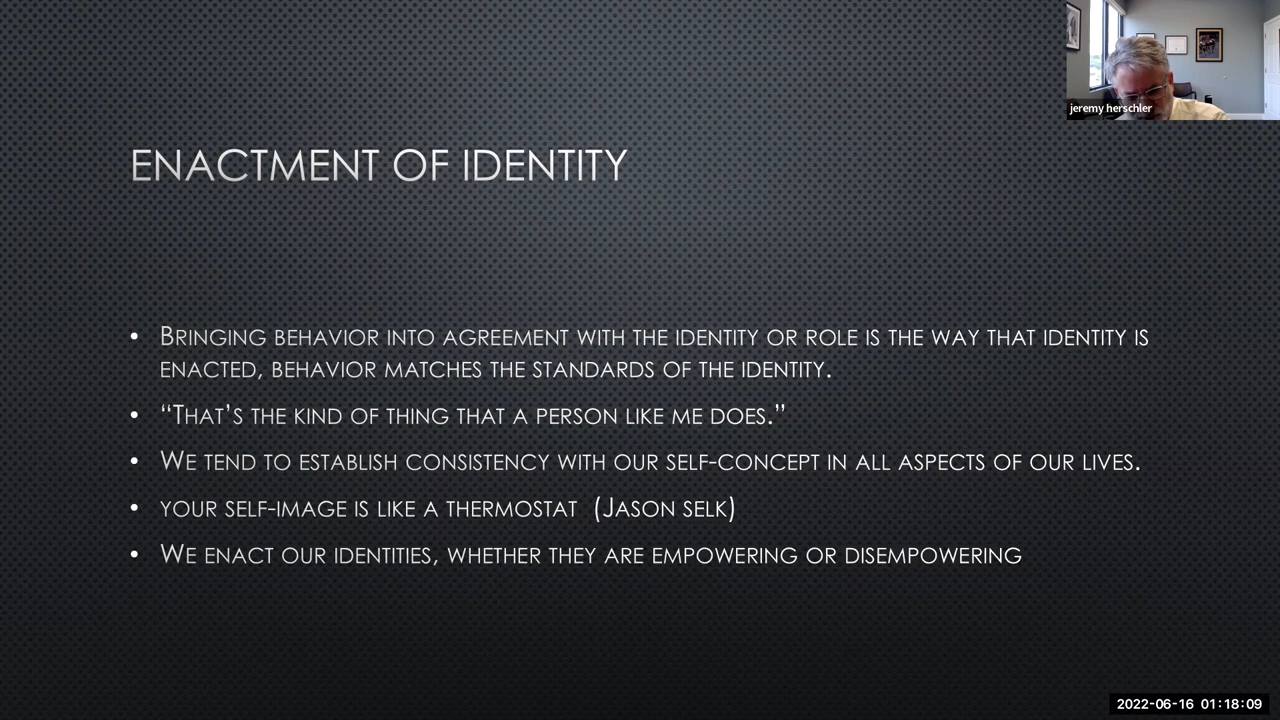 jeremy herschler
ENACTMENT OF IDENTITY
• BRINGING BEHAVIOR INTO AGREEMENT WITH THE IDENTITY OR ROLE IS THE WAY THAT IDENTITY IS
ENACTED, BEHAVIOR MATCHES THE STANDARDS OF THE IDENTITY.
• “THAT’S THE KIND OF THING THAT A PERSON LIKE ME DOES.”
• WE TEND TO ESTABLISH CONSISTENCY WITH OUR SELF-CONCEPT IN ALL ASPECTS OF OUR LIVES.
• YOUR SELF-IMAGE IS LIKE A THERMOSTAT (JASON SELK)
• WE ENACT OUR IDENTITIES, WHETHER THEY ARE EMPOWERING OR DISEMPOWERING
2022-06-16 01:18:09